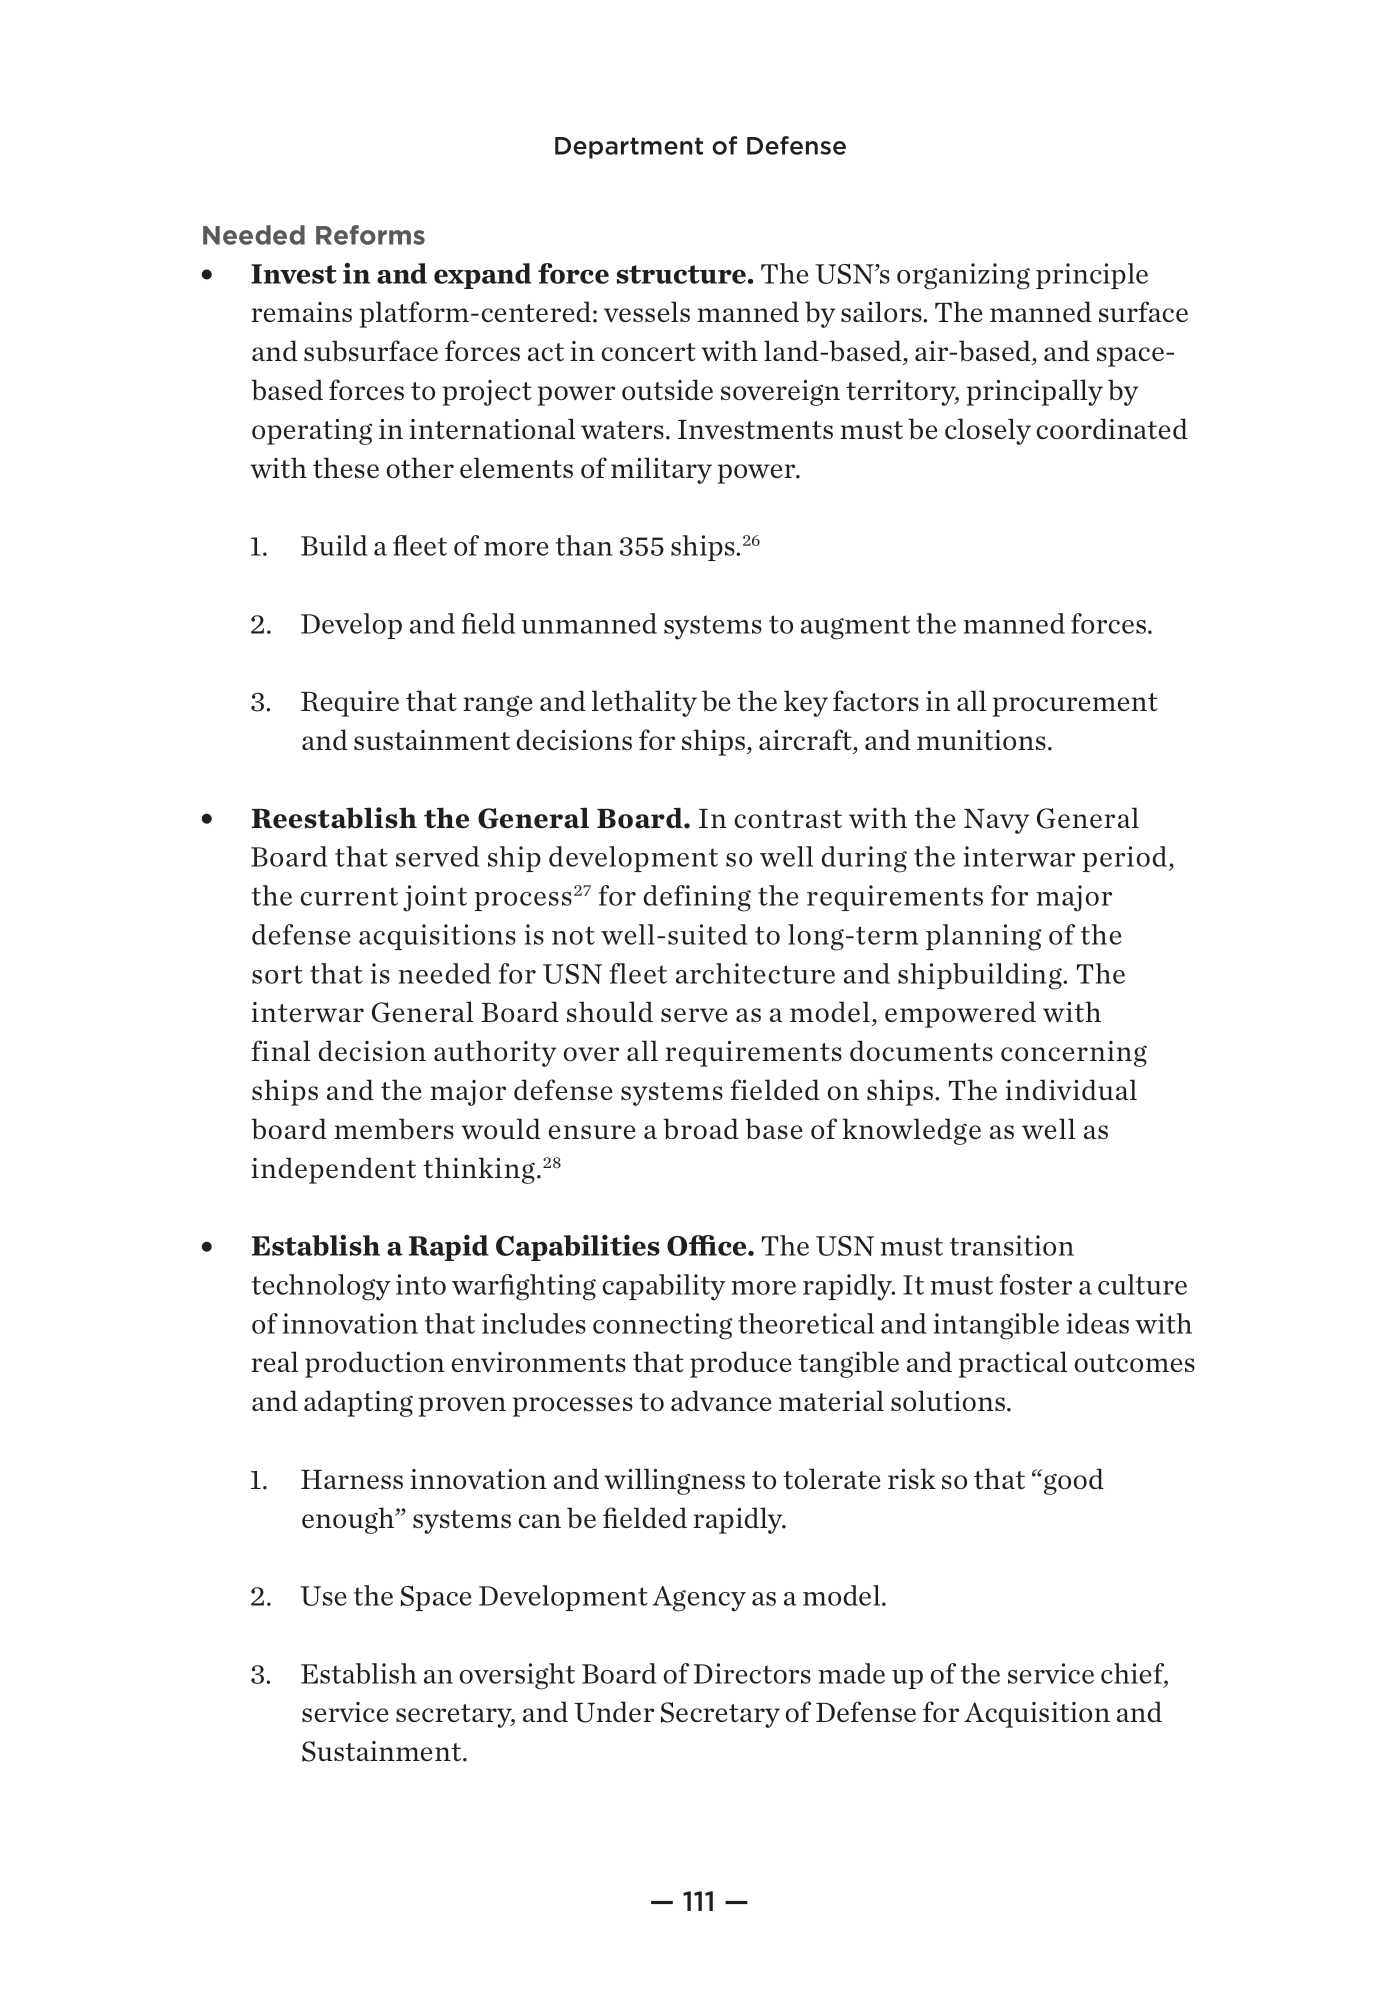 Department of Defense
Needed Reforms
• Invest in and expand force structure. The USN’s organizing principle
remains platform-centered: vessels manned by sailors. The manned surface
and subsurface forces act in concert with land-based, air-based, and space-
based forces to project power outside sovereign territory, principally by
operating in international waters. Investments must be closely coordinated
with these other elements of military power.
1. Build a fleet of more than 355 ships.²⁶
2. Develop and field unmanned systems to augment the manned forces.
3. Require that range and lethality be the key factors in all procurement
and sustainment decisions for ships, aircraft, and munitions.
• Reestablish the General Board. In contrast with the Navy General
Board that served ship development so well during the interwar period,
the current joint process²⁷ for defining the requirements for major
defense acquisitions is not well-suited to long-term planning of the
sort that is needed for USN fleet architecture and shipbuilding. The
interwar General Board should serve as a model, empowered with
final decision authority over all requirements documents concerning
ships and the major defense systems fielded on ships. The individual
board members would ensure a broad base of knowledge as well as
independent thinking.²⁸
• Establish a Rapid Capabilities Office. The USN must transition
technology into warfighting capability more rapidly. It must foster a culture
of innovation that includes connecting theoretical and intangible ideas with
real production environments that produce tangible and practical outcomes
and adapting proven processes to advance material solutions.
1. Harness innovation and willingness to tolerate risk so that “good
enough” systems can be fielded rapidly.
2. Use the Space Development Agency as a model.
3. Establish an oversight Board of Directors made up of the service chief,
service secretary, and Under Secretary of Defense for Acquisition and
Sustainment.
— 111 —